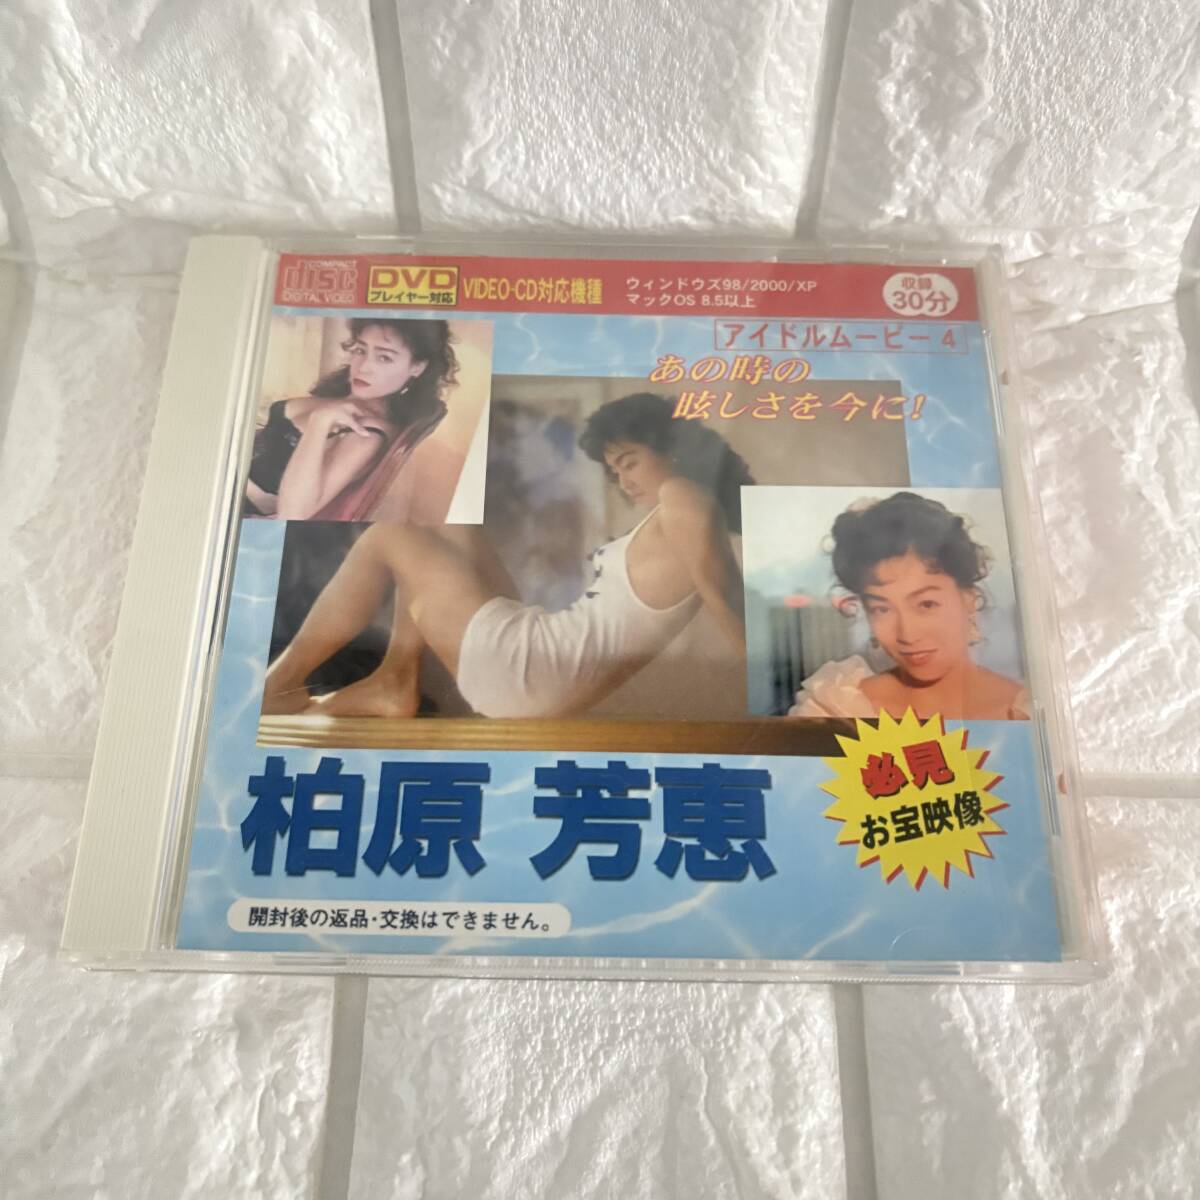 COMPACT
disc
DIGITAL VIDEO
DVD
プレイヤー対応
VIDEO-CD対応機種
ウィンドウズ98/2000/XP
マックOS 8.5以上
収録
30分
アイドルムービー 4
あの時の
眩しさを今に!
柏原 芳恵
必見
お宝映像
開封後の返品・交換はできません。